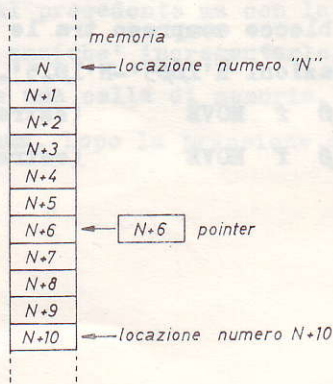 memoria
N
locazione numero "N"
N+1
N+2
N+3
N+4
N+5
N+6
N+6 pointer
N+7
N+8
N+9
N+10
locazione numero N+10